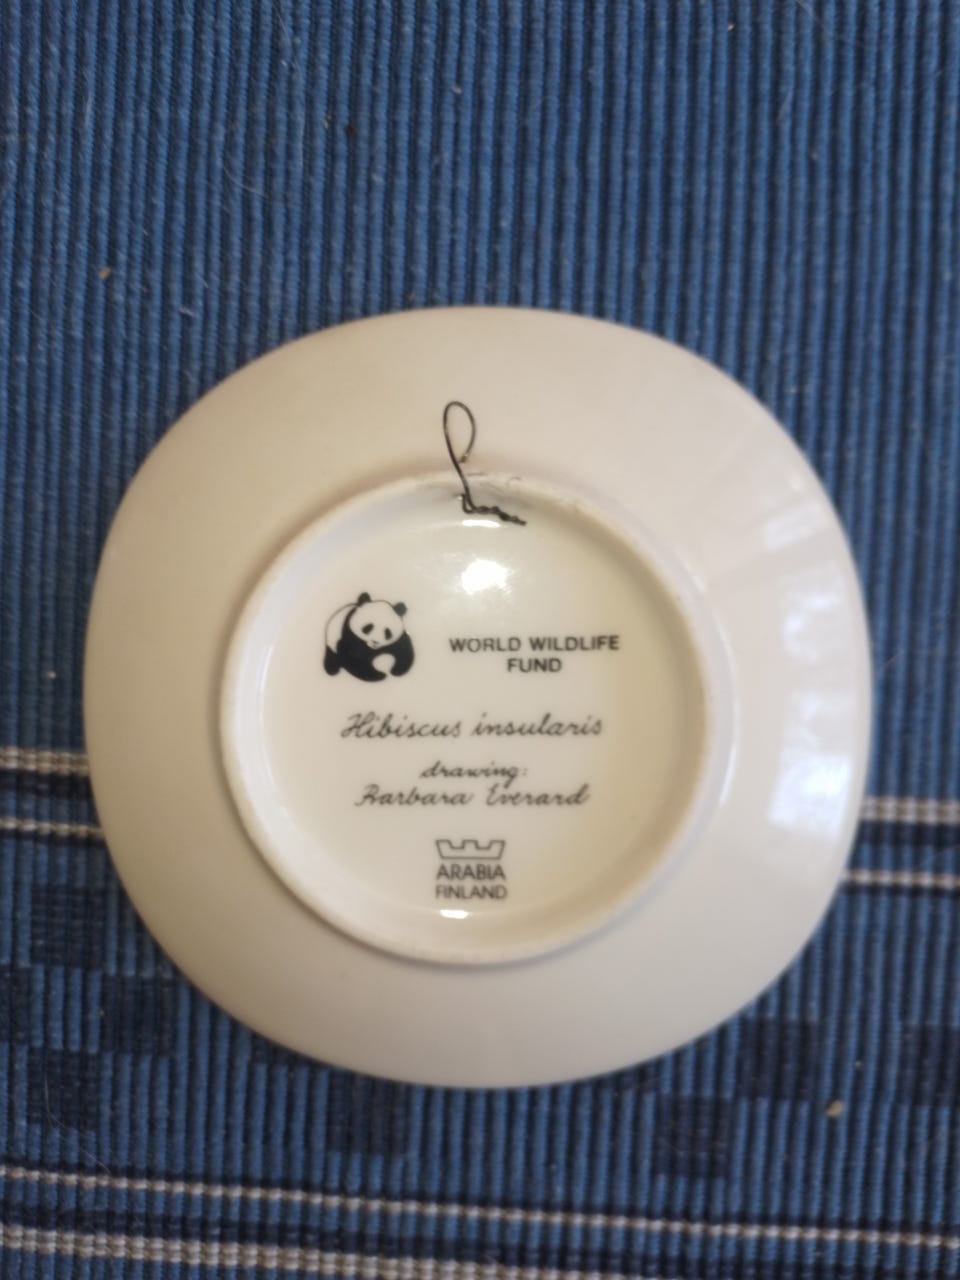 WORLD WILDLIFE
FUND
Hibiscus insularis
drawing:
Barbara Everard
ARABIA
FINLAND